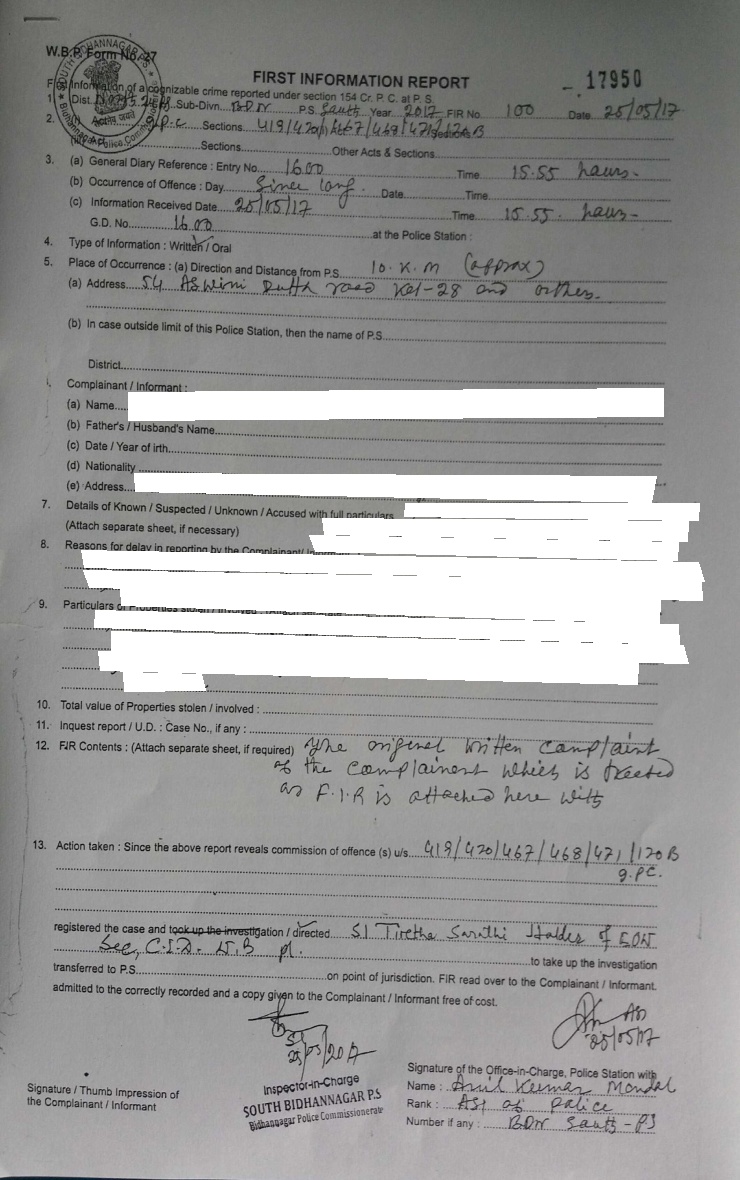 W.B.P. Form No. 27
FIRST INFORMATION REPORT
17950
First Information of a cognizable crime reported under section 154 Cr. P. C. at P. S.
1. Dist. Sub-Divn. BDN P.S. South Year 2017 FIR No. 100 Date 25/05/17
2. I.P.C Sections 419/420/467/468/471/120B
Sections Other Acts & Sections
3. (a) General Diary Reference : Entry No. 1600 Time 15.55 hours.
(b) Occurrence of Offence : Day Since long. Date Time
(c) Information Received Date 25/05/17 Time 15.55. hours
G.D. No. 1600 at the Police Station :
4. Type of Information : Written / Oral
5. Place of Occurrence : (a) Direction and Distance from P.S. 10. K.M (approx)
(a) Address 54 Aswini Dutta road Kol-28 and others.
(b) In case outside limit of this Police Station, then the name of P.S.
District
Complainant / Informant :
(a) Name
(b) Father's / Husband's Name
(c) Date / Year of irth
(d) Nationality
(e) Address
7. Details of Known / Suspected / Unknown / Accused with full particulars
(Attach separate sheet, if necessary)
8. Reasons for delay in reporting by the Complainant/
9. Particulars of Properties stolen / involved
10. Total value of Properties stolen / involved :
11. Inquest report / U.D. : Case No., if any :
12. FIR Contents : (Attach separate sheet, if required) The original written complaint
of the complainent which is treated
as F.I.R is attached here with
13. Action taken : Since the above report reveals commission of offence (s) u/s. 419/420/467/468/471/120B
I.PC.
registered the case and took up the investigation / directed SI Tirtha Sarathi Halder of EOW
Sec, C.I.D. W.B pl. to take up the investigation
transferred to P.S. on point of jurisdiction. FIR read over to the Complainant / Informant.
admitted to the correctly recorded and a copy given to the Complainant / Informant free of cost.
ASI
25/05/17
25/05/2017
Signature / Thumb Impression of
the Complainant / Informant
Inspector-in-Charge
SOUTH BIDHANNAGAR P.S
Bidhannagar Police Commissionerate
Signature of the Office-in-Charge, Police Station with
Name : Anil Kumar Mondal
Rank : ASI of police
Number if any : BDN South - PS